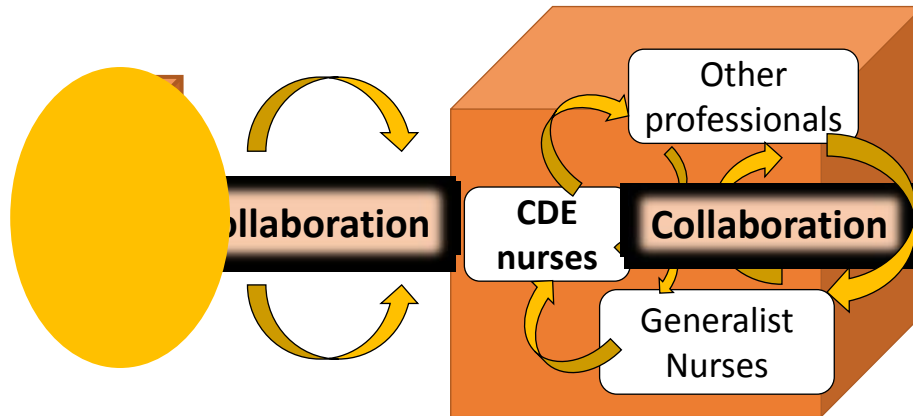 Other
professionals
ollaboration
CDE
nurses
Collaboration
Generalist
Nurses